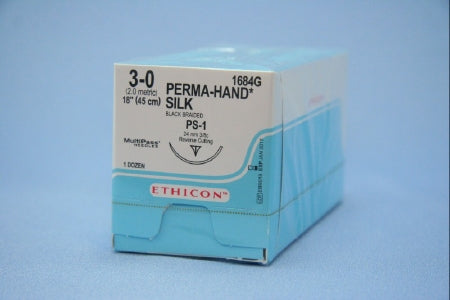 3-0
(2.0 metric)
18" (45 cm)
1684G
PERMA-HAND*
SILK
BLACK BRAIDED
PS-1
24 mm 3/8c
Reverse Cutting
MultiPass*
NEEDLES
1 DOZEN
ETHICON™